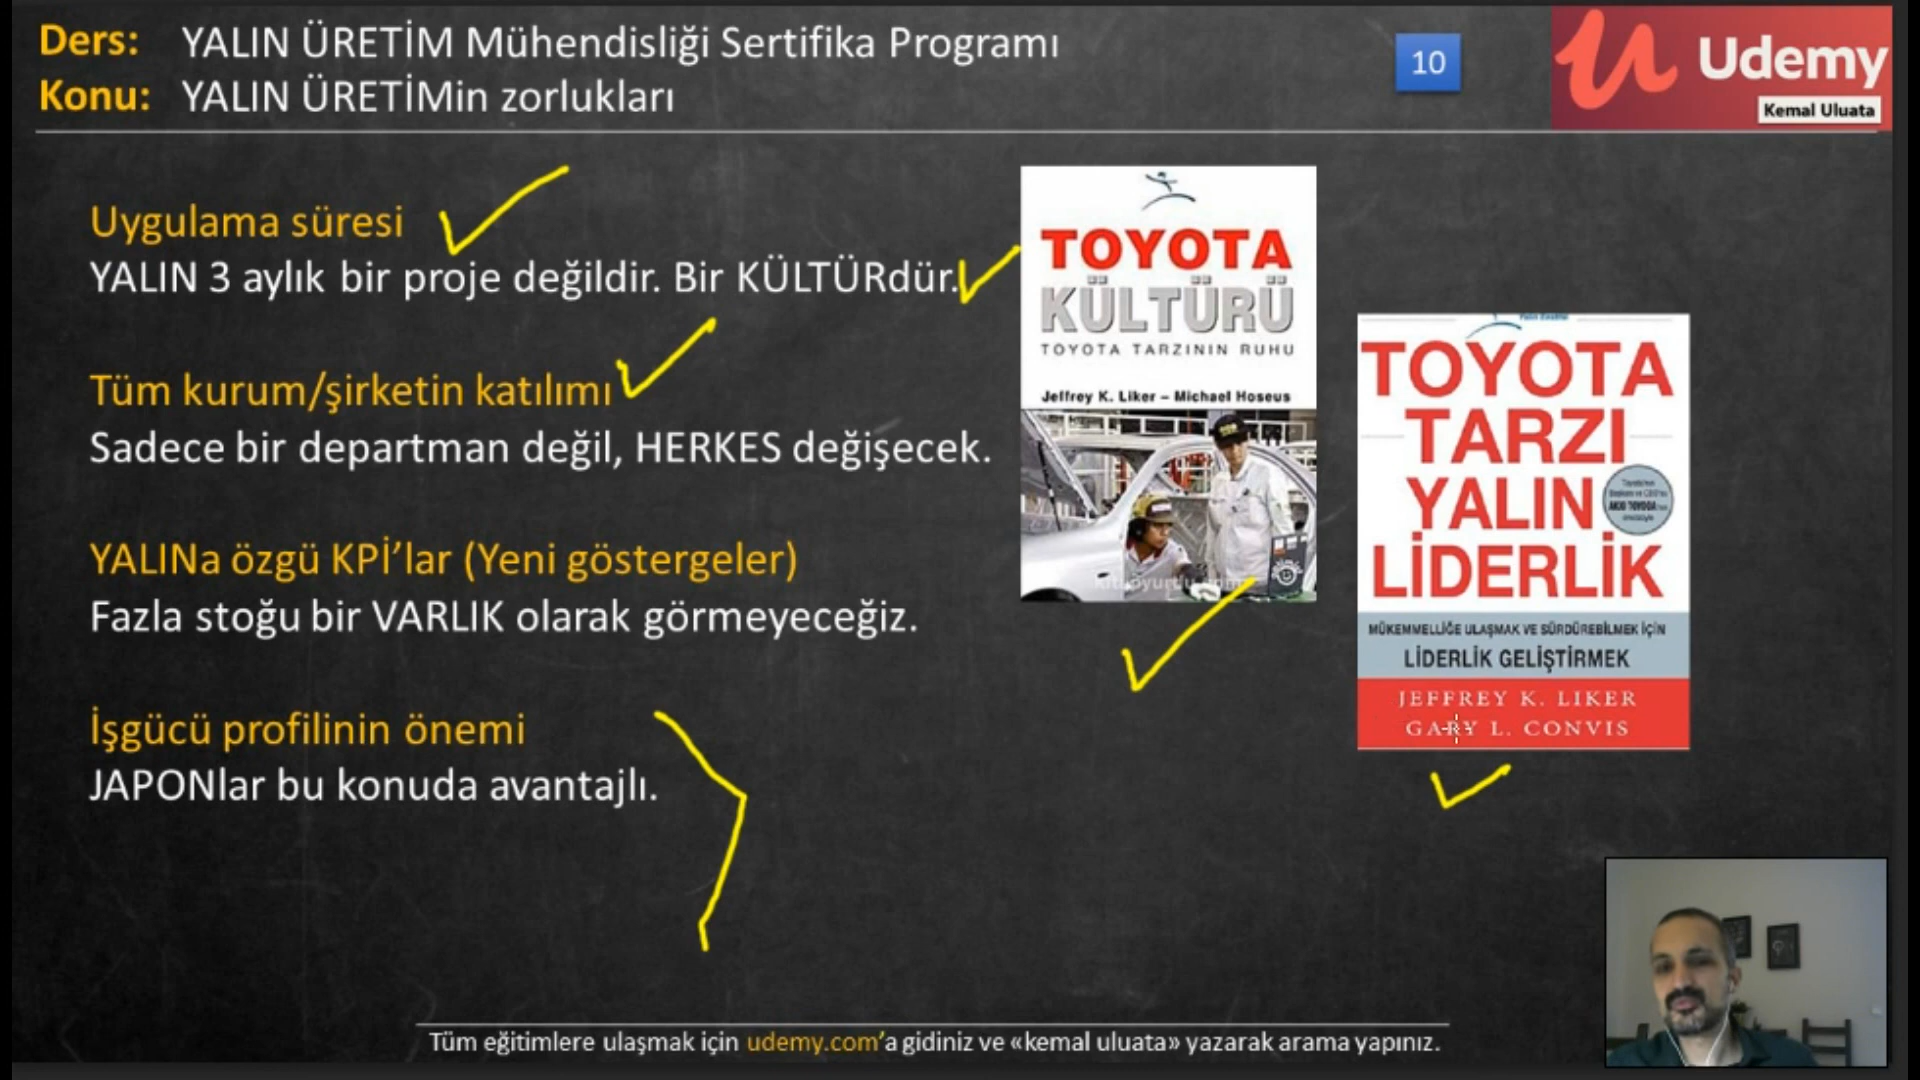 Ders: YALIN ÜRETİM Mühendisliği Sertifika Programı
Konu: YALIN ÜRETİMin zorlukları
10
Udemy
Kemal Uluata
Uygulama süresi
YALIN 3 aylık bir proje değildir. Bir KÜLTÜRdür.
Tüm kurum/şirketin katılımı
Sadece bir departman değil, HERKES değişecek.
YALINa özgü KPİ'lar (Yeni göstergeler)
Fazla stoğu bir VARLIK olarak görmeyeceğiz.
İşgücü profilinin önemi
JAPONlar bu konuda avantajlı.
TOYOTA
KÜLTÜRÜ
TOYOTA TARZININ RUHU
Jeffrey K. Liker – Michael Hoseus
TOYOTA
TARZI
YALIN
LİDERLİK
MÜKEMMELLİĞE ULAŞMAK VE SÜRDÜREBİLMEK İÇİN
LİDERLİK GELİŞTİRMEK
JEFFREY K. LIKER
GARY L. CONVIS
Tüm eğitimlere ulaşmak için udemy.com'a gidiniz ve «kemal uluata» yazarak arama yapınız.